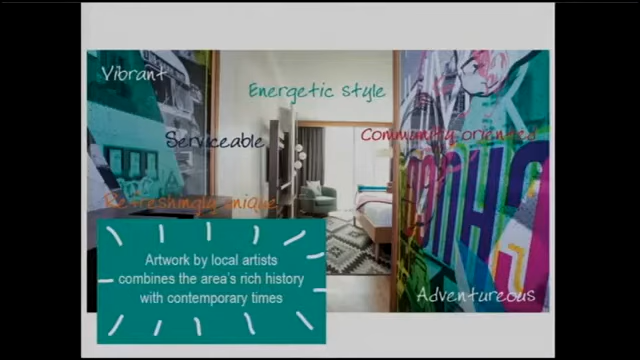 Vibrant
Energetic style
Serviceable
Community oriented
Refreshingly unique
Artwork by local artists
combines the area's rich history
with contemporary times
Adventureous